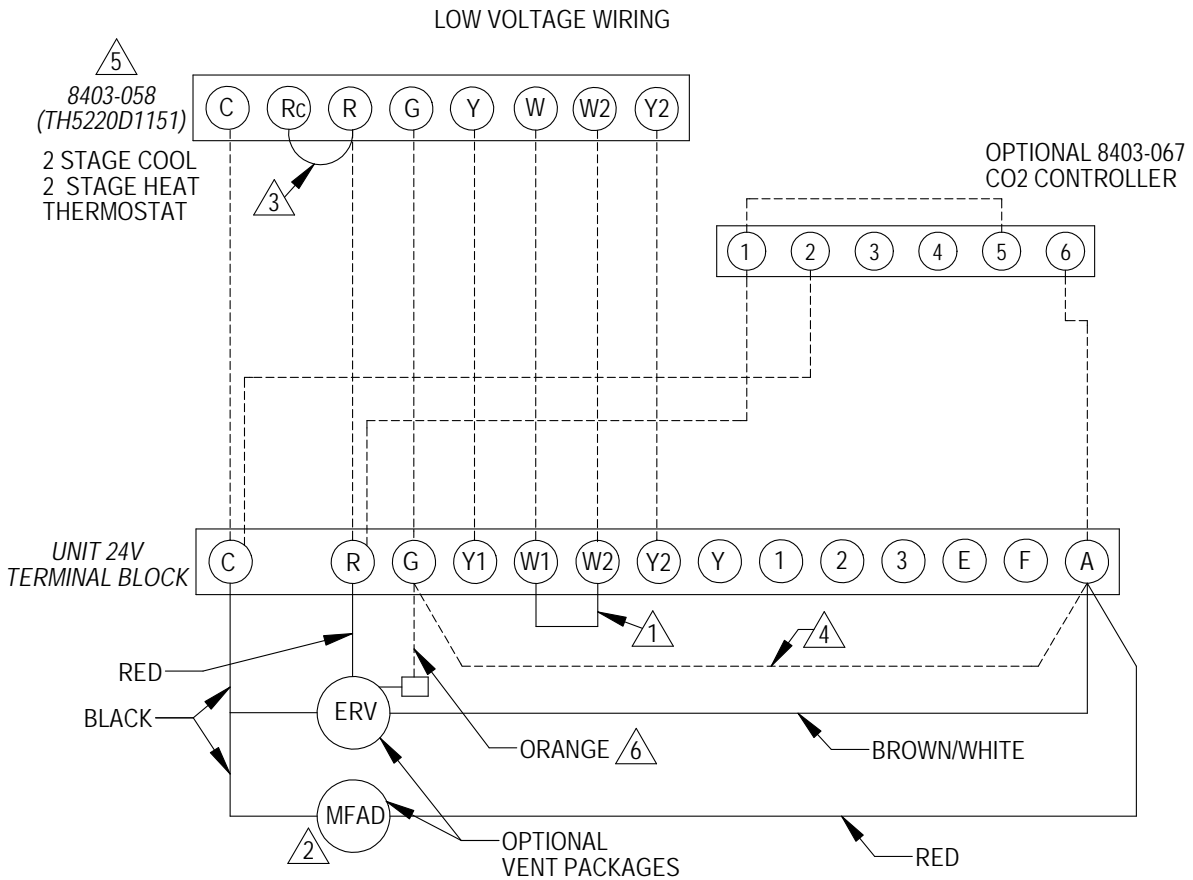 LOW VOLTAGE WIRING
5
8403-058
(TH5220D1151)
2 STAGE COOL
2 STAGE HEAT
THERMOSTAT
C Rc R G Y W W2 Y2
3
OPTIONAL 8403-067
CO2 CONTROLLER
1 2 3 4 5 6
UNIT 24V
TERMINAL BLOCK
C R G Y1 W1 W2 Y2 Y 1 2 3 E F A
1
4
RED
BLACK
ERV
ORANGE 6
BROWN/WHITE
MFAD
2
OPTIONAL
VENT PACKAGES
RED